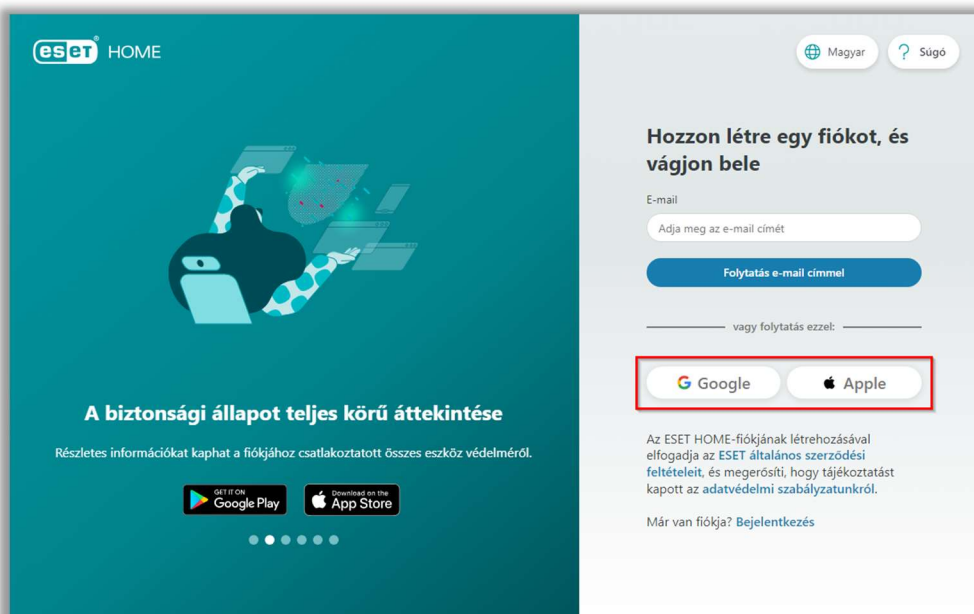 eset HOME
Magyar
Súgó
Hozzon létre egy fiókot, és
vágjon bele
E-mail
Adja meg az e-mail címét
Folytatás e-mail címmel
vagy folytatás ezzel:
Google
Apple
A biztonsági állapot teljes körű áttekintése
Részletes információkat kaphat a fiókjához csatlakoztatott összes eszköz védelméről.
GET IT ON
Google Play
Download on the
App Store
Az ESET HOME-fiókjának létrehozásával
elfogadja az ESET általános szerződési
feltételeit, és megerősíti, hogy tájékoztatást
kapott az adatvédelmi szabályzatunkról.
Már van fiókja? Bejelentkezés